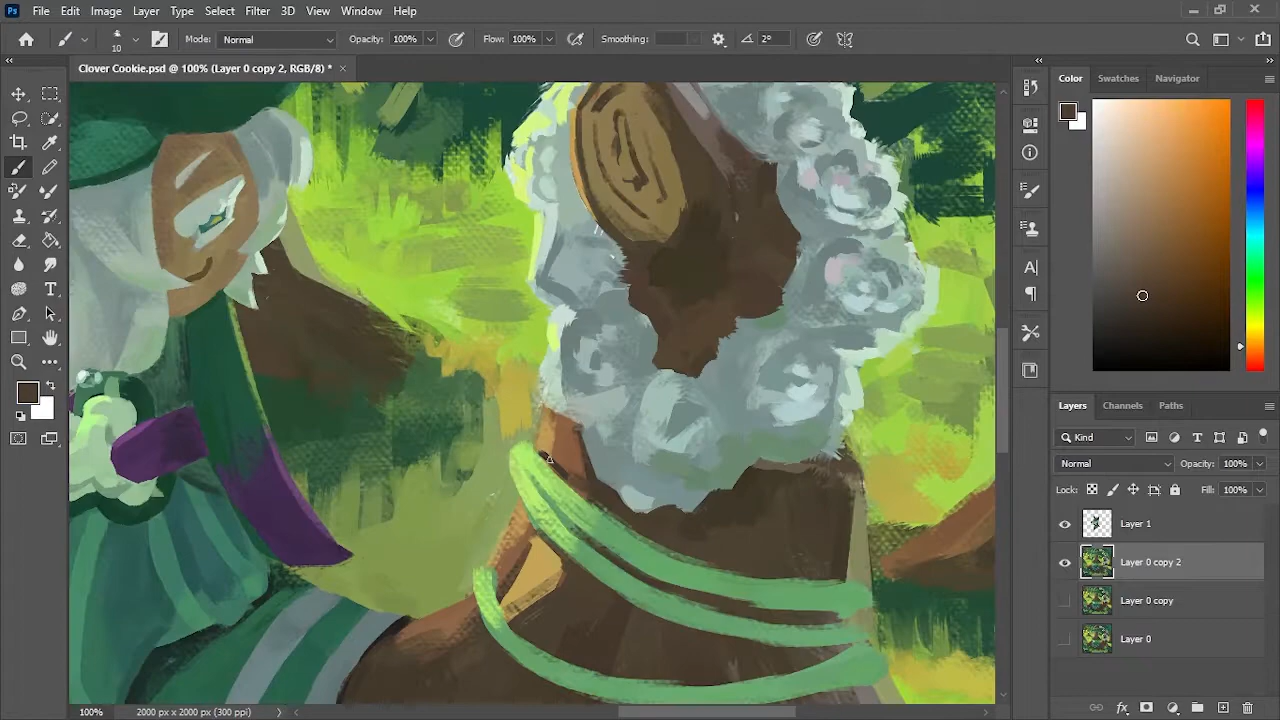 Ps File Edit Image Layer Type Select Filter 3D View Window Help
10 Mode: Normal Opacity: 100% Flow: 100% Smoothing: 2°
Clover Cookie.psd @ 100% (Layer 0 copy 2, RGB/8) *
Color Swatches Navigator
Layers Channels Paths
Kind
Normal Opacity: 100%
Lock: Fill: 100%
Layer 1
Layer 0 copy 2
Layer 0 copy
Layer 0
100% 2000 px x 2000 px (300 ppi)